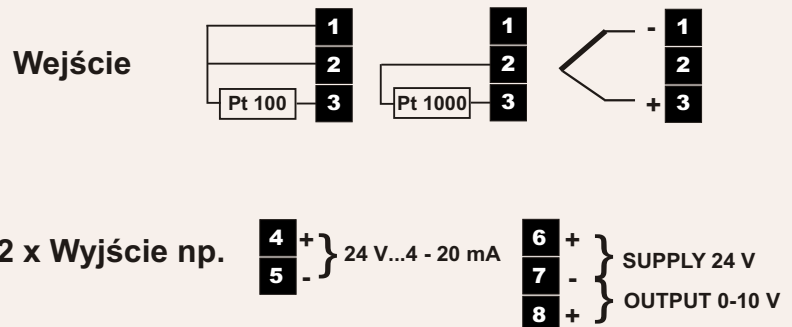 1 1 - 1
Wejście 2 2 2
Pt 100 3 Pt 1000 3 + 3
2 x Wyjście np. 4 + 24 V...4 - 20 mA 6 +
5 - 7 - SUPPLY 24 V
8 + OUTPUT 0-10 V